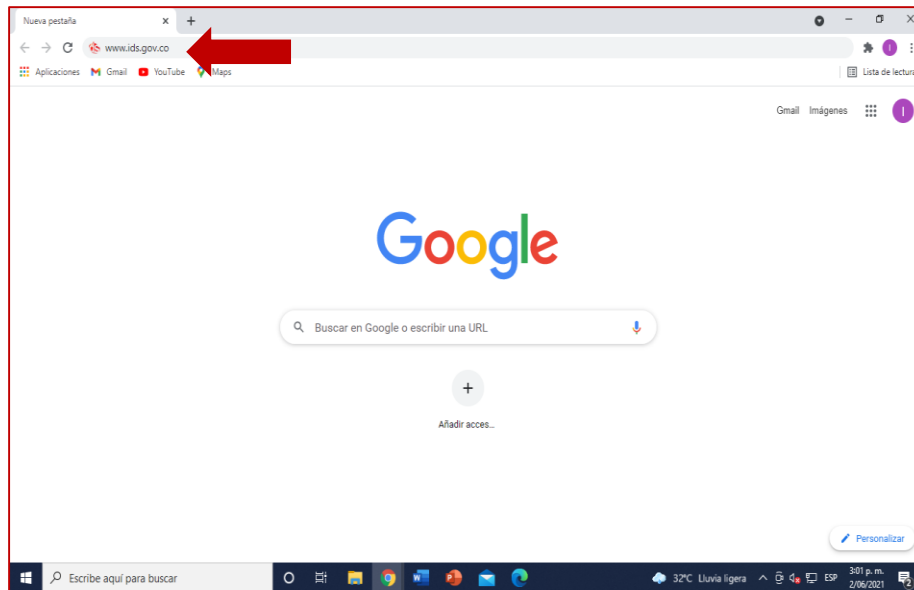 Nueva pestaña
www.ids.gov.co
Aplicaciones Gmail YouTube Maps Lista de lectura
Gmail Imágenes I
Google
Buscar en Google o escribir una URL
Añadir acces...
Personalizar
Escribe aquí para buscar 32°C Lluvia ligera ESP 3:01 p. m.
2/06/2021 2